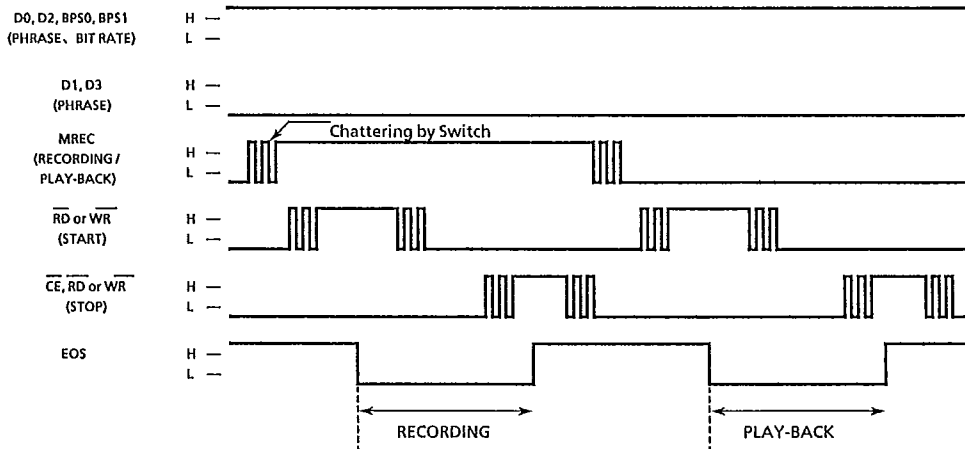 D0, D2, BPS0, BPS1
(PHRASE、BIT RATE)
H
L
D1, D3
(PHRASE)
H
L
MREC
(RECORDING /
PLAY-BACK)
H
L
Chattering by Switch
RD or WR
(START)
H
L
CE, RD or WR
(STOP)
H
L
EOS
H
L
RECORDING
PLAY-BACK